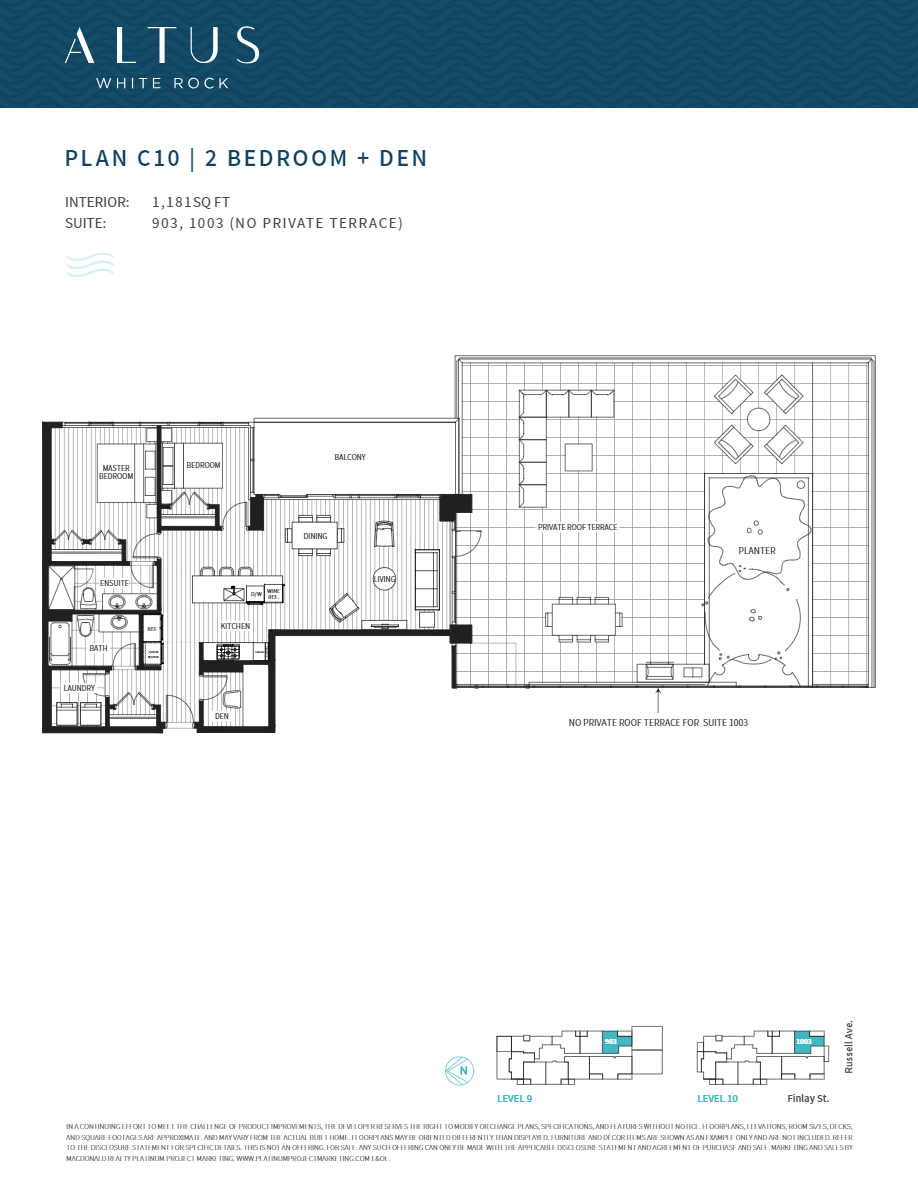 ALTUS
WHITE ROCK
PLAN C10 | 2 BEDROOM + DEN
INTERIOR: 1,181SQ FT
SUITE: 903, 1003 (NO PRIVATE TERRACE)
BALCONY
MASTER
BEDROOM
BEDROOM
PRIVATE ROOF TERRACE
DINING
PLANTER
LIVING
ENSUITE
D/W
WINE
REF.
KITCHEN
REF
BATH
LAUNDRY
DEN
NO PRIVATE ROOF TERRACE FOR SUITE 1003
903
1003
N
Russell Ave.
LEVEL 9
LEVEL 10
Finlay St.
IN A CONTINUING EFFORT TO MEET THE CHALLENGE OF PRODUCT IMPROVEMENTS, THE DEVELOPER RESERVES THE RIGHT TO MODIFY OR CHANGE PLANS, SPECIFICATIONS, AND FEATURES WITHOUT NOTICE. FLOORPLANS, ELEVATIONS, ROOM SIZES, DECKS,
AND SQUARE FOOTAGES ARE APPROXIMATE. AND MAY VARY FROM THE ACTUAL BUILT HOME. FLOORPLANS MAY BE ORIENTED DIFFERENTLY THAN DISPLAYED. FURNITURE AND DÉCOR ITEMS ARE SHOWN AS AN EXAMPLE ONLY AND ARE NOT INCLUDED. REFER
TO THE DISCLOSURE STATEMENT FOR SPECIFIC DETAILS. THIS IS NOT AN OFFERING. FOR SALE. ANY SUCH OFFERING CAN ONLY BE MADE WITH THE APPLICABLE DISCLOSURE STATEMENT AND AGREEMENT OF PURCHASE AND SALE. MARKETING AND SALES BY
MACDONALD REALTY PLATINUM PROJECT MARKETING. WWW.PLATINUMPROJECTMARKETING.COM E&OE.